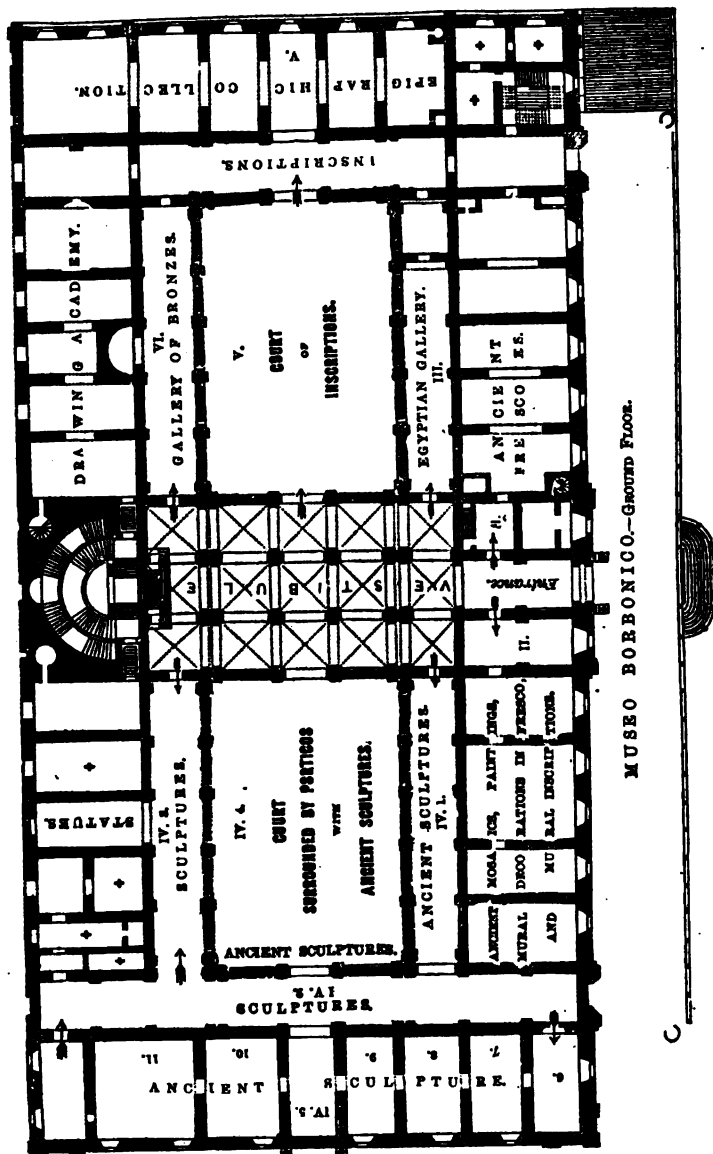 EPIGRAPHIC COLLECTION.
V.
INSCRIPTIONS.
DRAWING ACADEMY.
VI.
GALLERY OF BRONZES.
V.
COURT
OF
INSCRIPTIONS.
EGYPTIAN GALLERY.
III.
ANCIENT
FRESCOES.
VESTIBULE
Entrance.
II.
STATUES.
IV. 3.
SCULPTURES.
IV. 4.
COURT
SURROUNDED BY PORTICOS
WITH
ANCIENT SCULPTURES.
ANCIENT SCULPTURES.
IV. 1.
ANCIENT MOSAICS, PAINTINGS,
MURAL DECORATIONS IN FRESCO,
AND MURAL INSCRIPTIONS.
ANCIENT SCULPTURES.
IV. 2.
SCULPTURES.
11.
10.
9.
8.
7.
6.
ANCIENT SCULPTURE.
IV. 5.
MUSEO BORBONICO.—GROUND FLOOR.